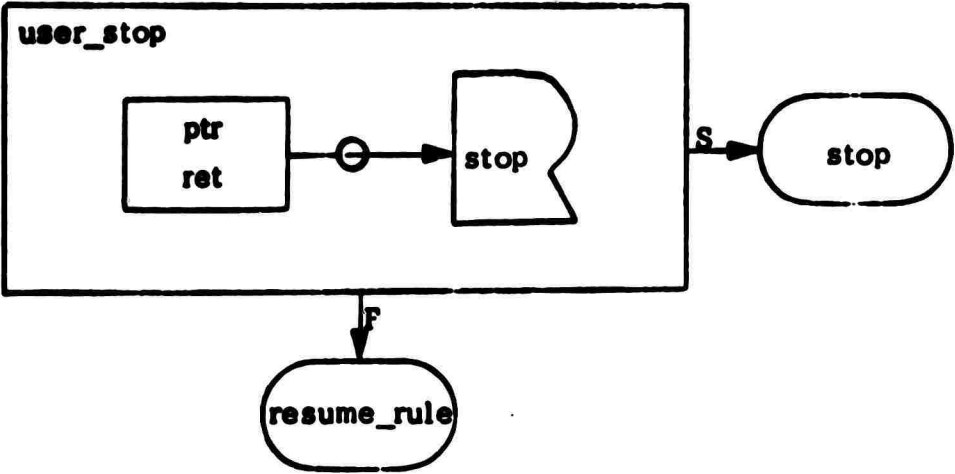 user_stop
ptr
ret
stop
S
stop
F
resume_rule